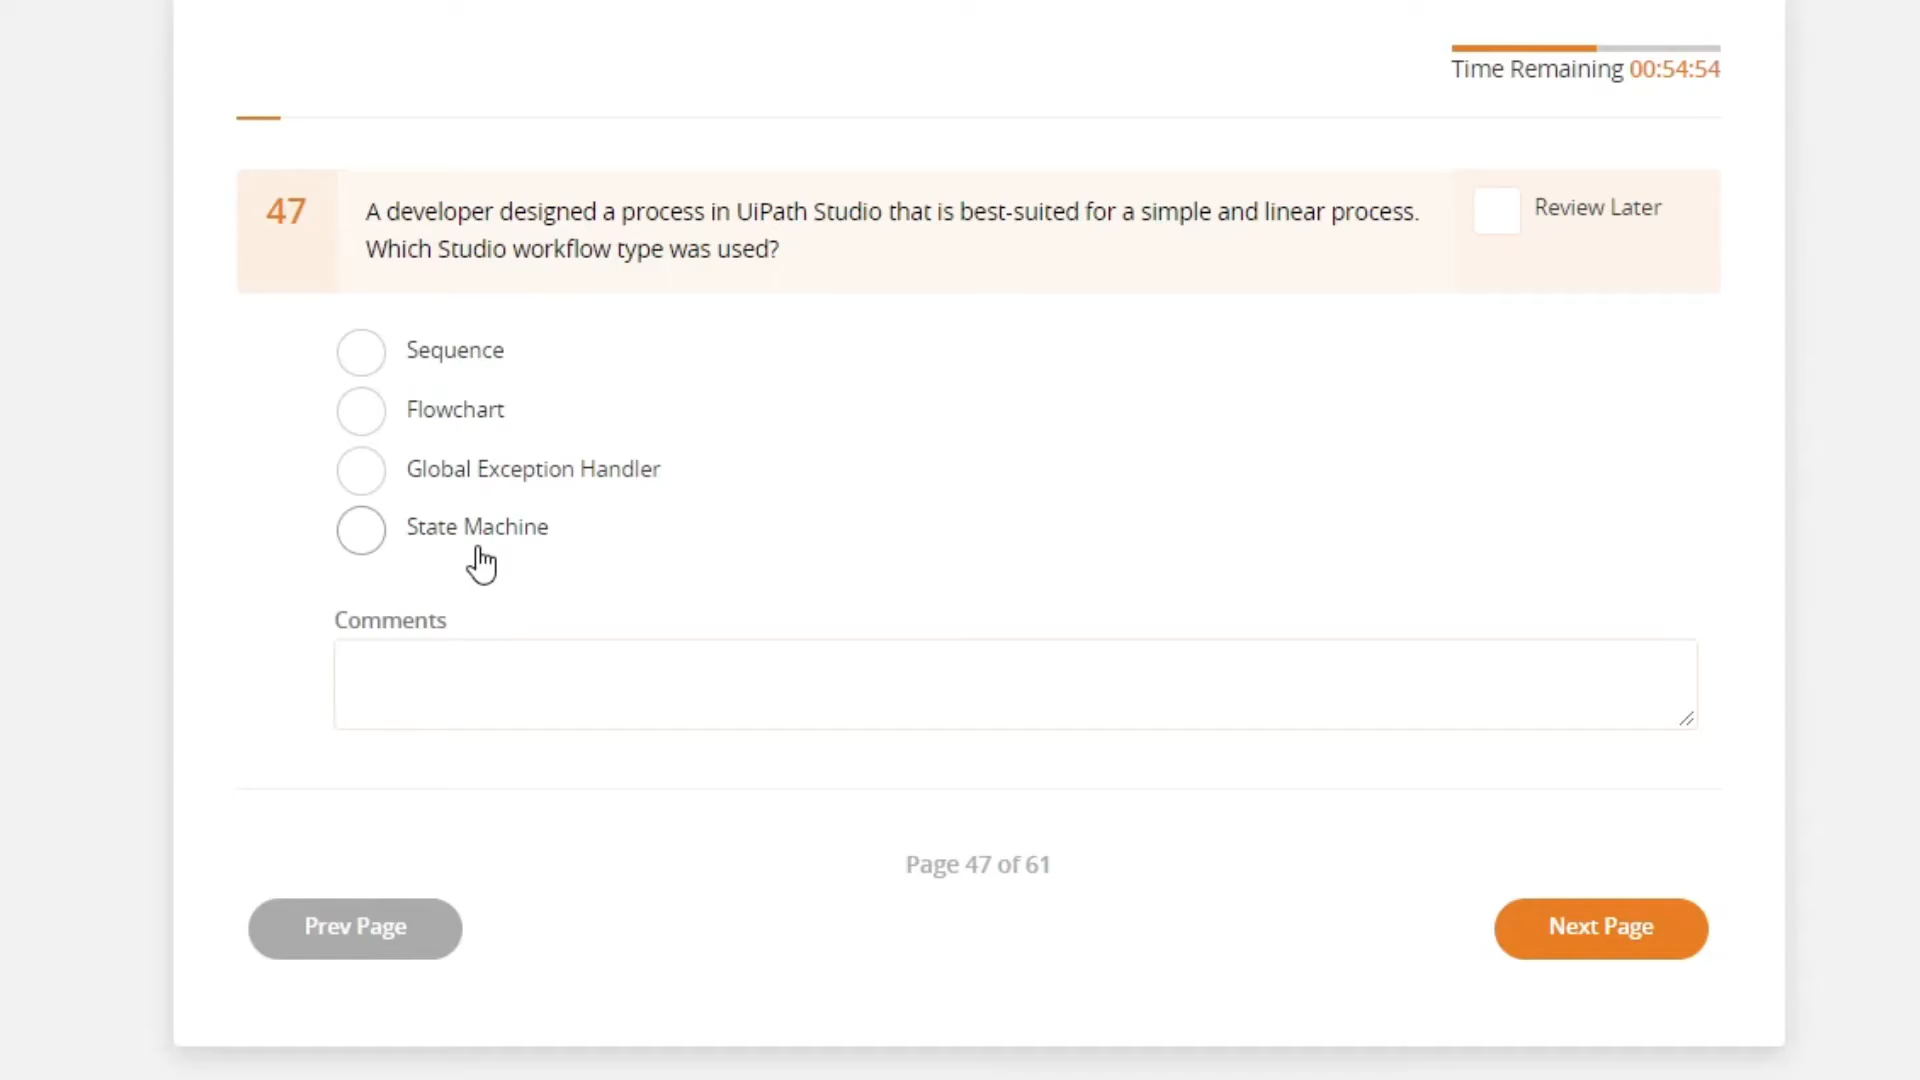 Time Remaining 00:54:54
47
A developer designed a process in UiPath Studio that is best-suited for a simple and linear process.
Which Studio workflow type was used?
Review Later
Sequence
Flowchart
Global Exception Handler
State Machine
Comments
Page 47 of 61
Prev Page
Next Page